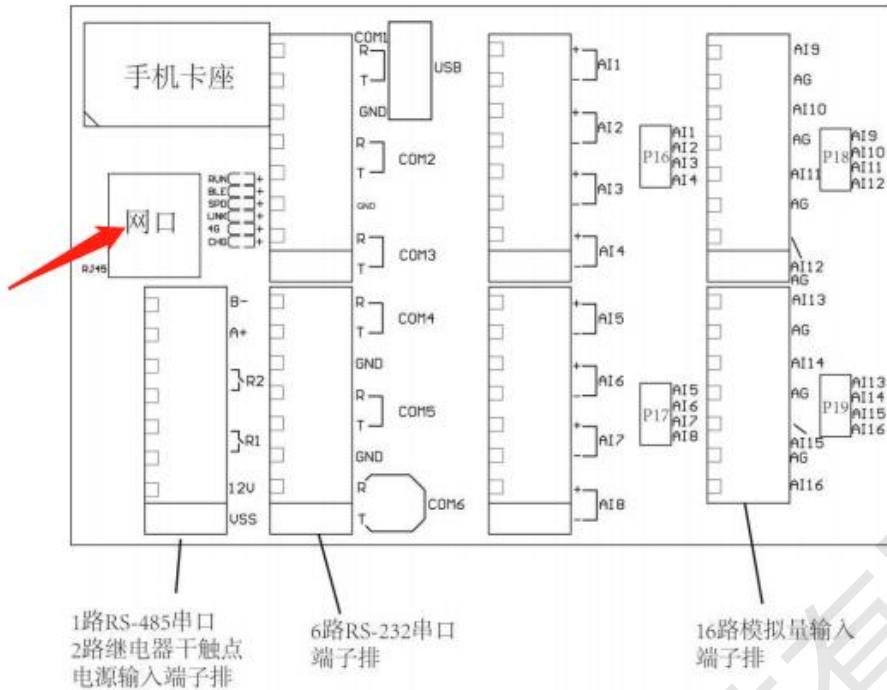 手机卡座
COM1
R
T
GND
USB
R
T
COM2
GND
R
T
COM3
网口
RJ45
RUN +
BLE +
SPD +
LINK +
4G +
CHG +
B-
A+
R2
R1
12V
VSS
R
T
COM4
GND
R
T
COM5
GND
R
T
COM6
+
-
AI1
+
-
AI2
+
-
AI3
+
-
AI4
+
-
AI5
+
-
AI6
+
-
AI7
+
-
AI8
P16
AI1
AI2
AI3
AI4
P17
AI5
AI6
AI7
AI8
AI9
AG
AI10
AG
AI11
AG
AI12
AG
AI13
AG
AI14
AG
AI15
AG
AI16
P18
AI9
AI10
AI11
AI12
P19
AI13
AI14
AI15
AI16
1路RS-485串口
2路继电器干触点
电源输入端子排
6路RS-232串口
端子排
16路模拟量输入
端子排
有